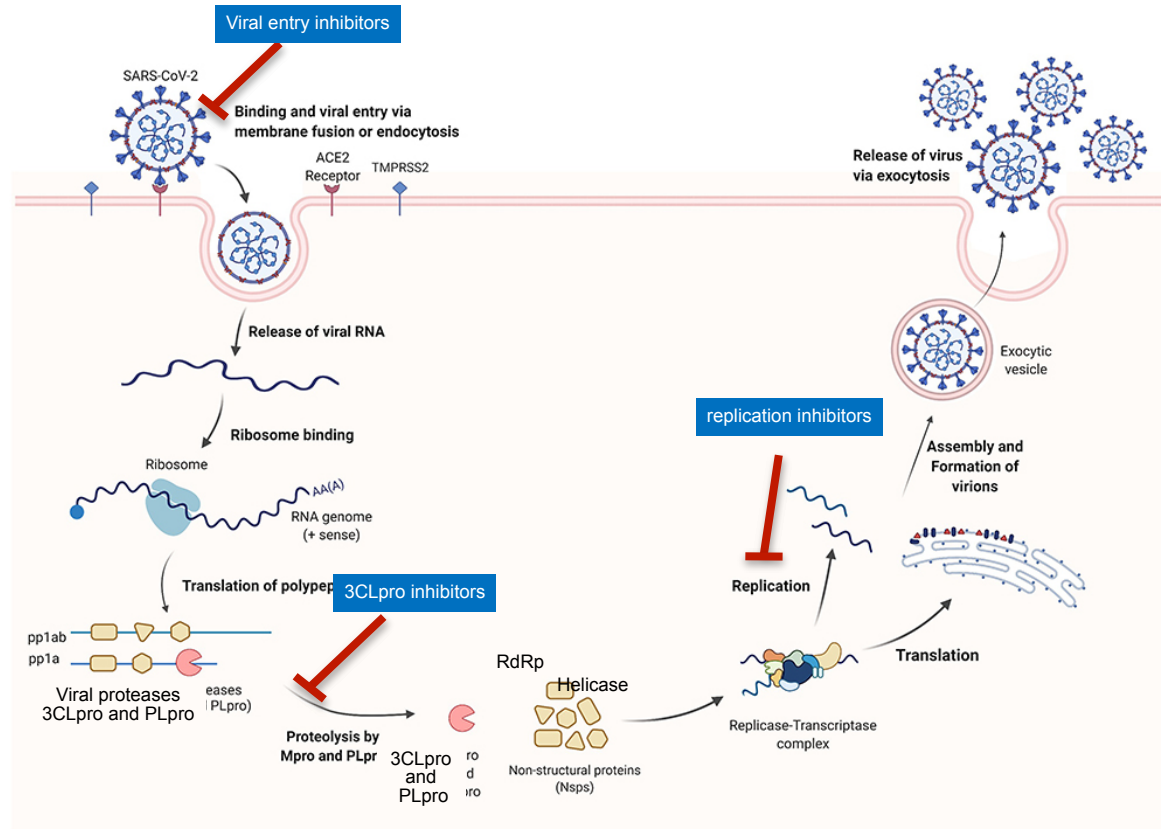 Viral entry inhibitors
SARS-CoV-2
Binding and viral entry via
membrane fusion or endocytosis
ACE2
Receptor
TMPRSS2
Release of virus
via exocytosis
Release of viral RNA
Exocytic
vesicle
replication inhibitors
Ribosome binding
Assembly and
Formation of
virions
Ribosome
AA(A)
RNA genome
(+ sense)
Translation of polypep
3CLpro inhibitors
Replication
pp1ab
pp1a
Translation
RdRp
Helicase
Viral proteases
3CLpro and PLpro
eases
PLpro)
Replicase-Transcriptase
complex
Proteolysis by
Mpro and PLpr
3CLpro
and
PLpro
ro
d
ro
Non-structural proteins
(Nsps)